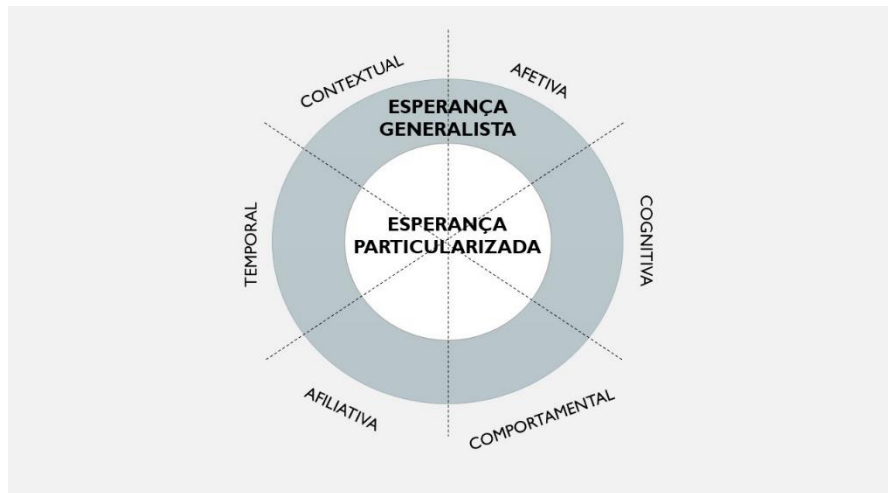 CONTEXTUAL
AFETIVA
ESPERANÇA
GENERALISTA
TEMPORAL
ESPERANÇA
PARTICULARIZADA
COGNITIVA
AFILIATIVA
COMPORTAMENTAL